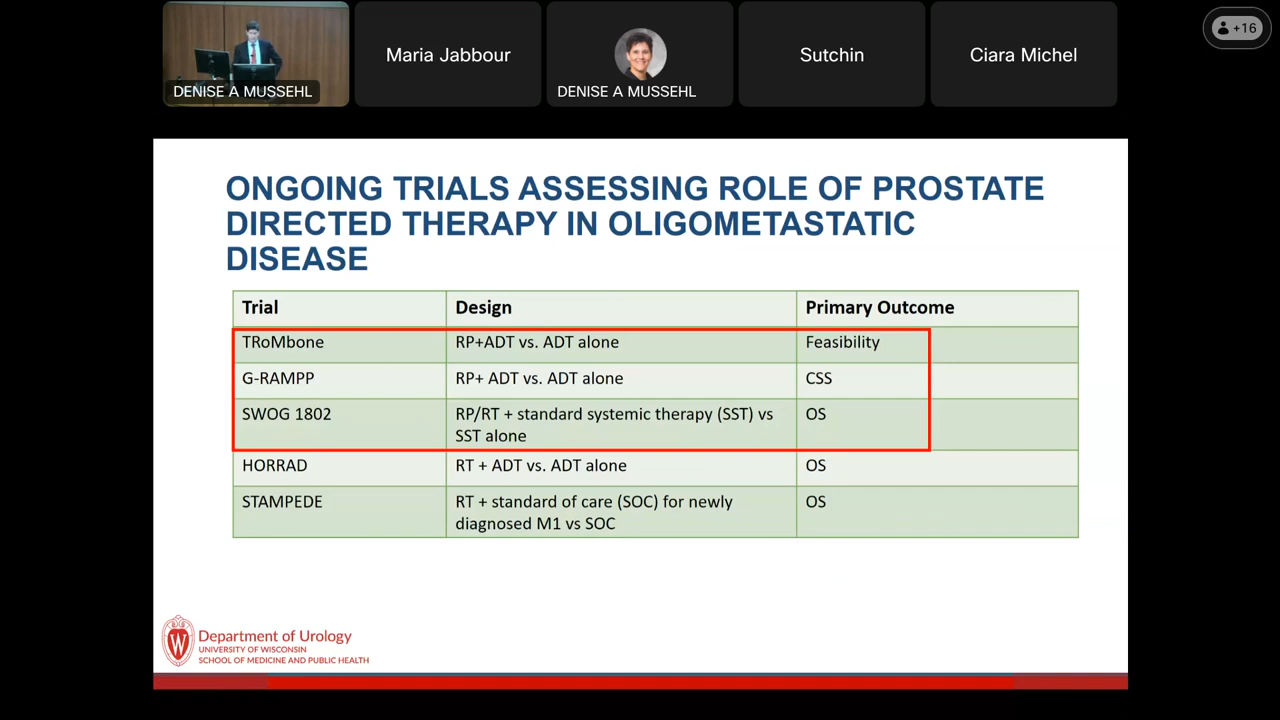 DENISE A MUSSEHL
Maria Jabbour
DENISE A MUSSEHL
Sutchin
Ciara Michel
+16
ONGOING TRIALS ASSESSING ROLE OF PROSTATE
DIRECTED THERAPY IN OLIGOMETASTATIC
DISEASE
Trial Design Primary Outcome
TRoMbone RP+ADT vs. ADT alone Feasibility
G-RAMPP RP+ ADT vs. ADT alone CSS
SWOG 1802 RP/RT + standard systemic therapy (SST) vs OS
SST alone
HORRAD RT + ADT vs. ADT alone OS
STAMPEDE RT + standard of care (SOC) for newly OS
diagnosed M1 vs SOC
W
Department of Urology
UNIVERSITY OF WISCONSIN
SCHOOL OF MEDICINE AND PUBLIC HEALTH